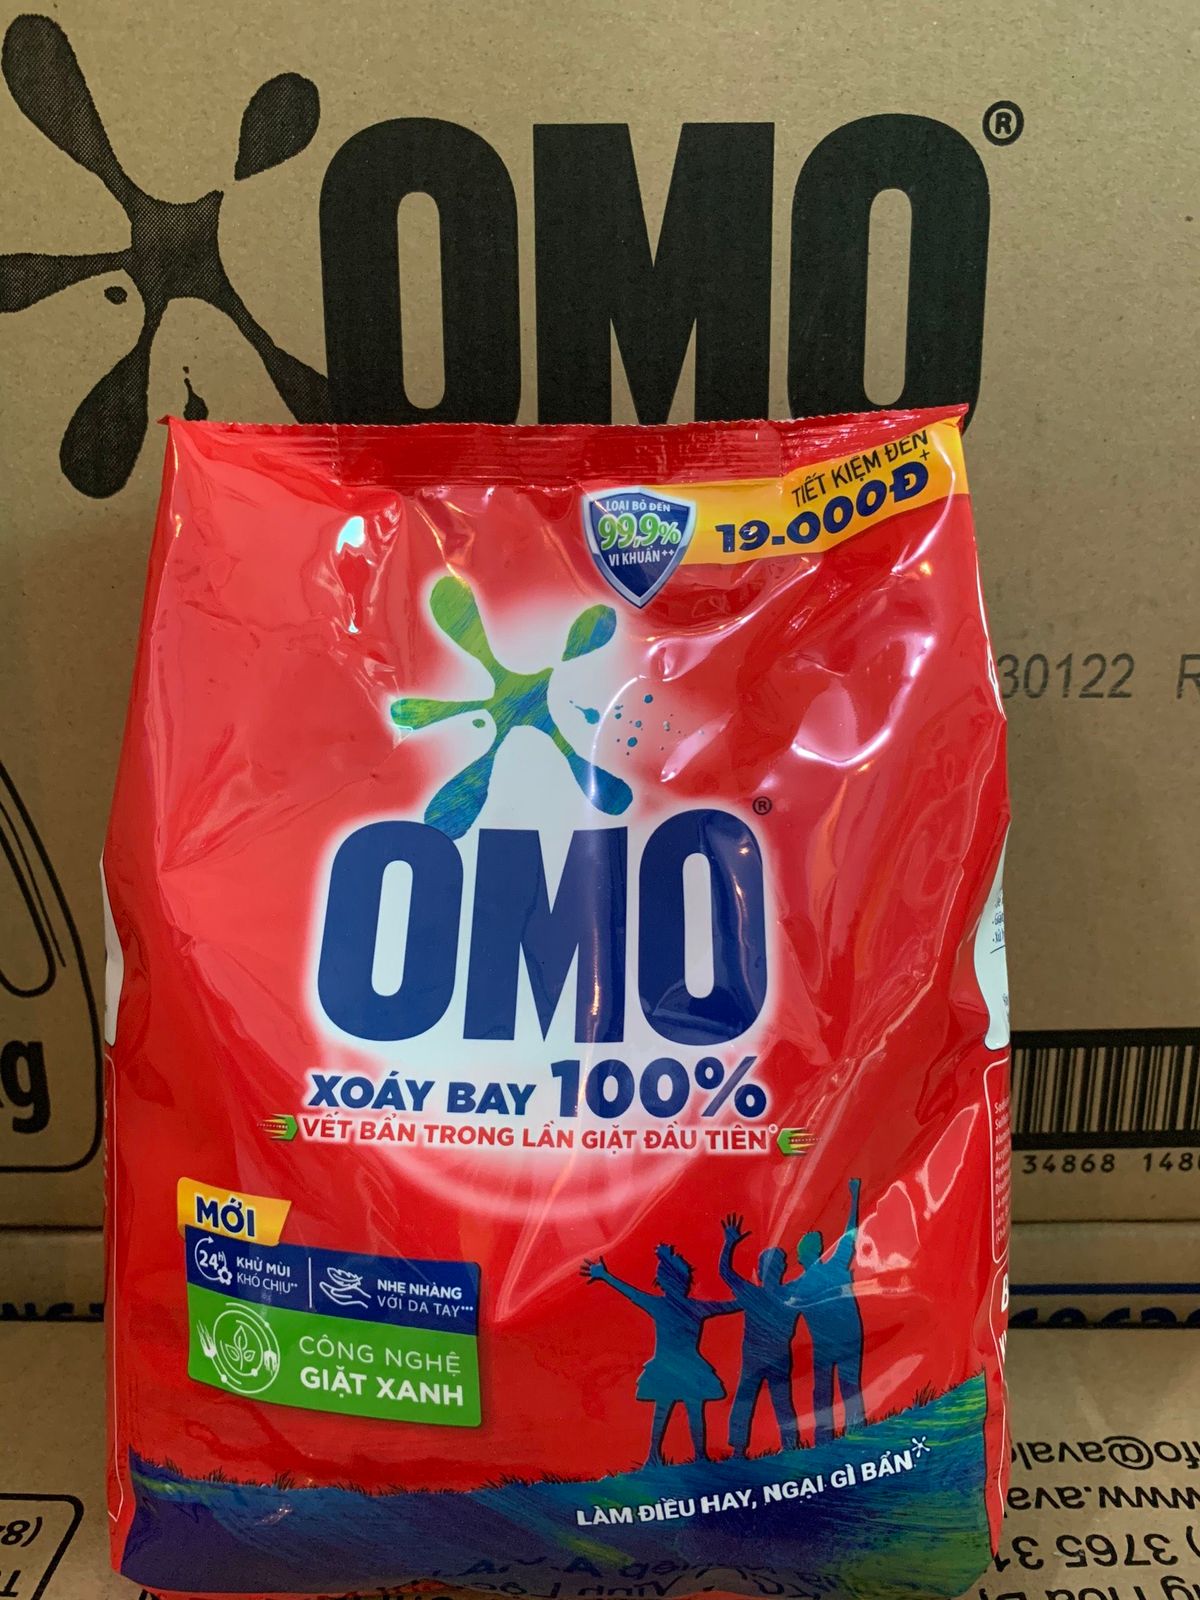 OMO®
TIẾT KIỆM ĐẾN+
19.000Đ
LOẠI BỎ ĐẾN
99,9%
VI KHUẨN++
30122 R
OMO®
XOÁY BAY 100%
VẾT BẨN TRONG LẦN GIẶT ĐẦU TIÊN°
MỚI
24h KHỬ MÙI
KHÓ CHỊU**
NHẸ NHÀNG
VỚI DA TAY***
CÔNG NGHỆ
GIẶT XANH
LÀM ĐIỀU HAY, NGẠI GÌ BẨN
34868 148